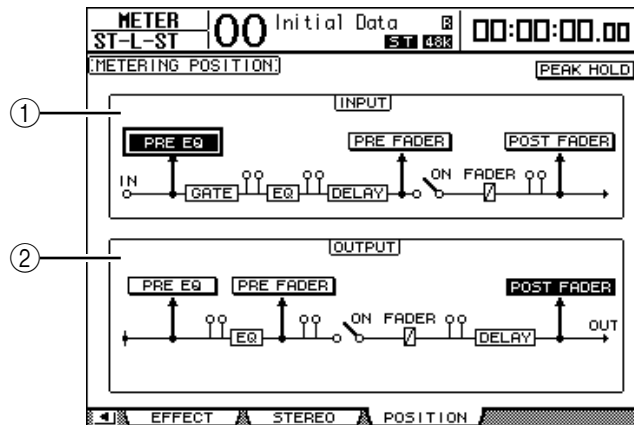 METER 00 Initial Data R 00:00:00.00
ST-L-ST ST 48K
METERING POSITION PEAK HOLD
1 INPUT
PRE EQ PRE FADER POST FADER
IN GATE EQ DELAY ON FADER
2 OUTPUT
PRE EQ PRE FADER POST FADER
EQ ON FADER DELAY OUT
EFFECT STEREO POSITION